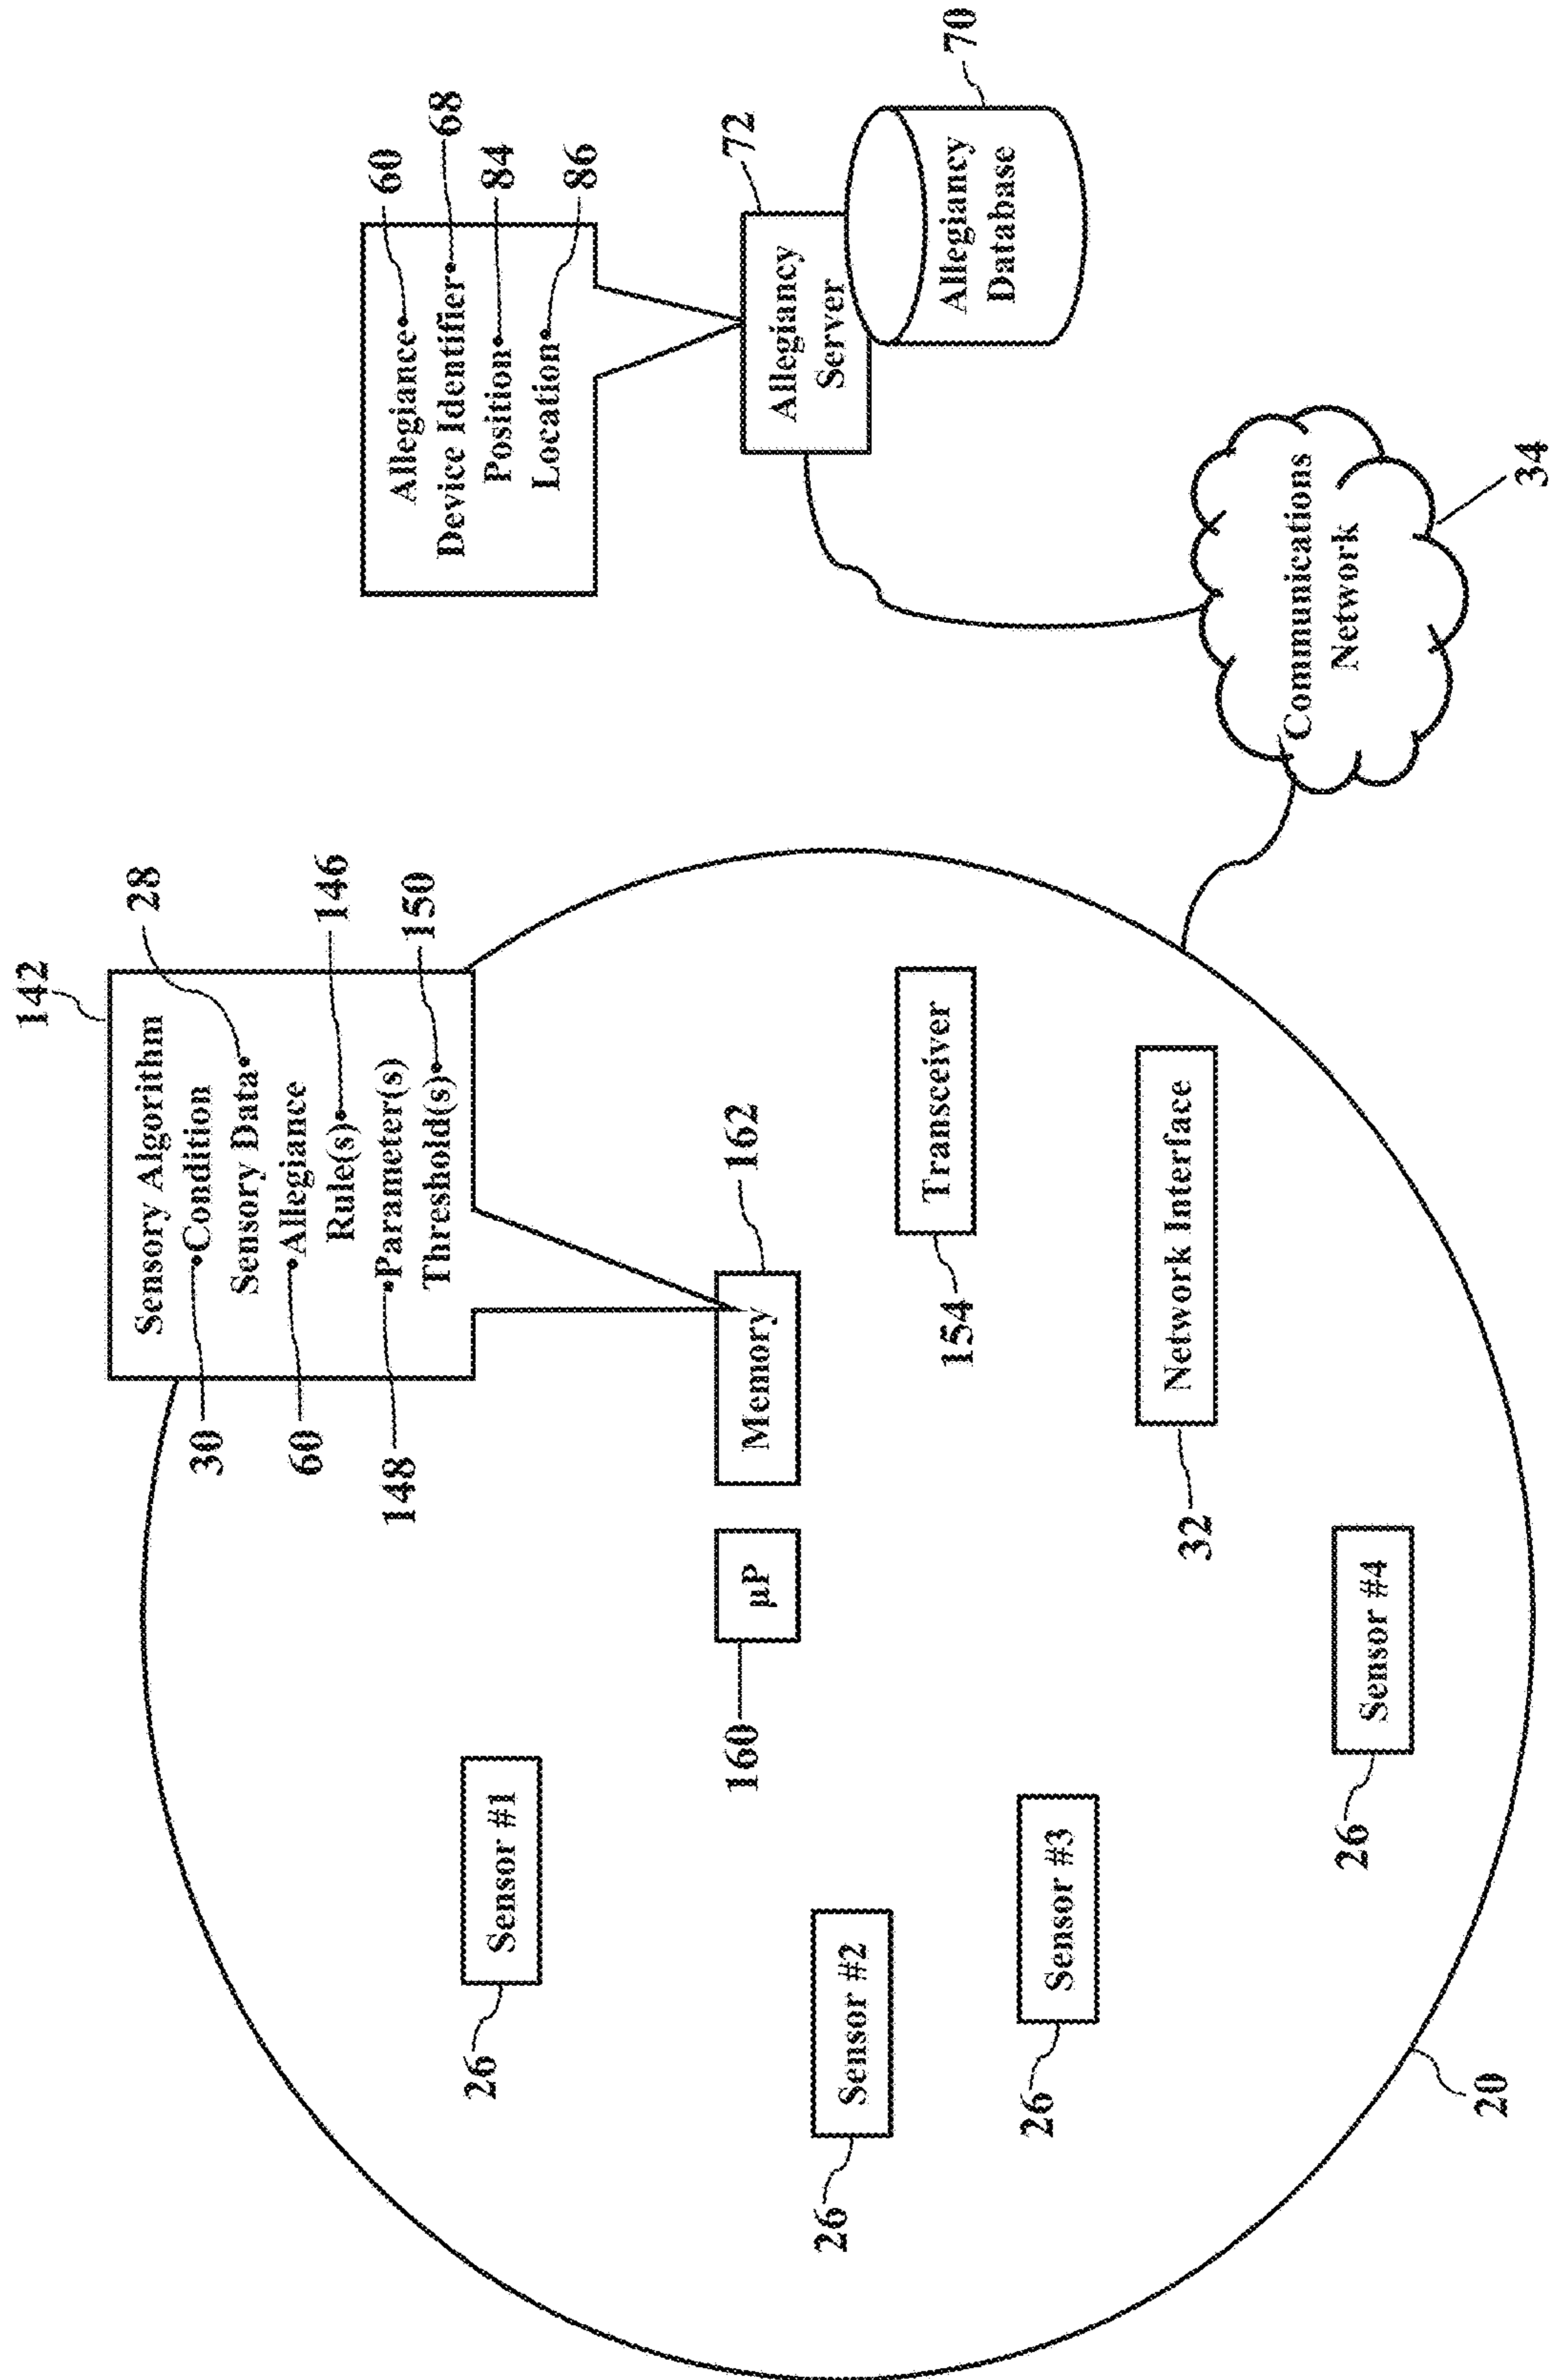 142
Sensory Algorithm
Condition
Sensory Data
Allegiance
Rule(s)
Parameter(s)
Threshold(s)
30
28
60
146
148
150
Allegiance
Device Identifier
Position
Location
60
68
84
86
Sensor #1
26
µP
160
Memory
162
Allegiancy
Server
72
Allegiancy
Database
70
Sensor #2
26
Transceiver
154
Sensor #3
26
Network Interface
32
Sensor #4
26
Communications
Network
34
20